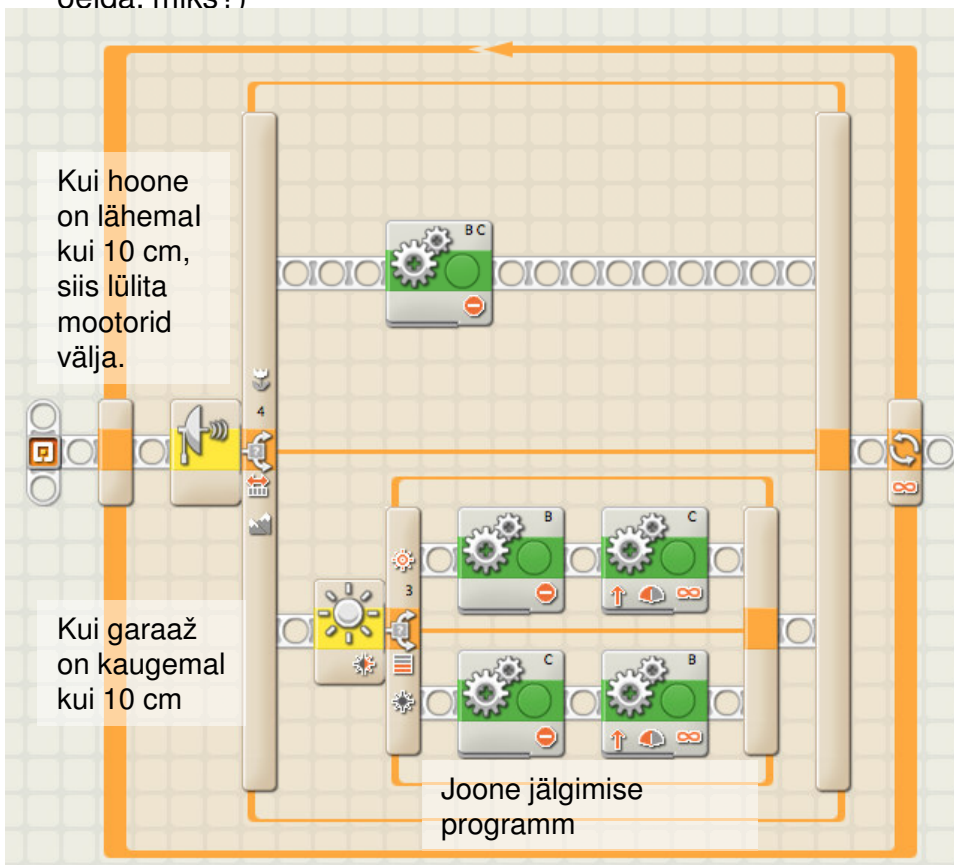 Kui hoone
on lähemal
kui 10 cm,
siis lülita
mootorid
välja.
B C
4
B
C
3
Kui garaaž
on kaugemal
kui 10 cm
C
B
Joone jälgimise
programm